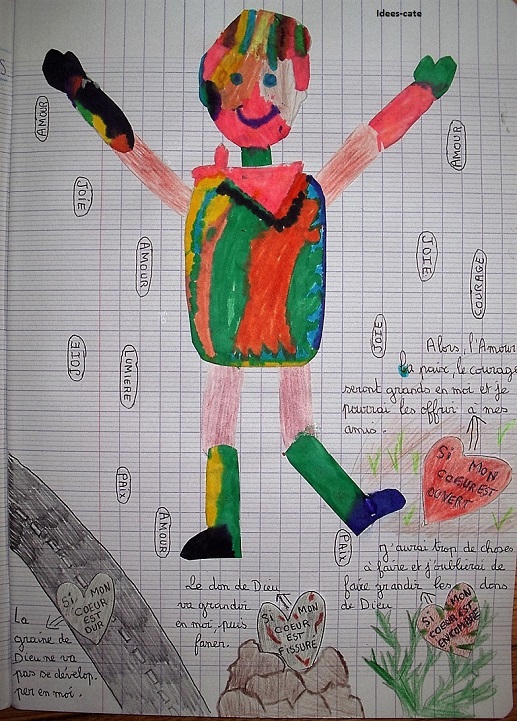 Idees-cate
AMOUR
AMOUR
JOIE
JOIE
AMOUR
COURAGE
JOIE
JOIE
LUMIERE
Alors, l'Amour
la paix, le courage
seront grands en moi et je
pourrai les offrir à mes
amis.
Si MON
COEUR EST
OUVERT
PAIX
AMOUR
PAIX
j'aurai trop de choses
à faire et j'oublierai de
faire grandir les dons
de Dieu
Si MON
COEUR EST
ENCOMBRÉ
Le don de Dieu
va grandir
en moi, puis
faner.
Si MON
COEUR
EST
FISSURÉ
Si MON
COEUR
EST
DUR
La
graine de
Dieu ne va
pas se dévelop.
per en moi.